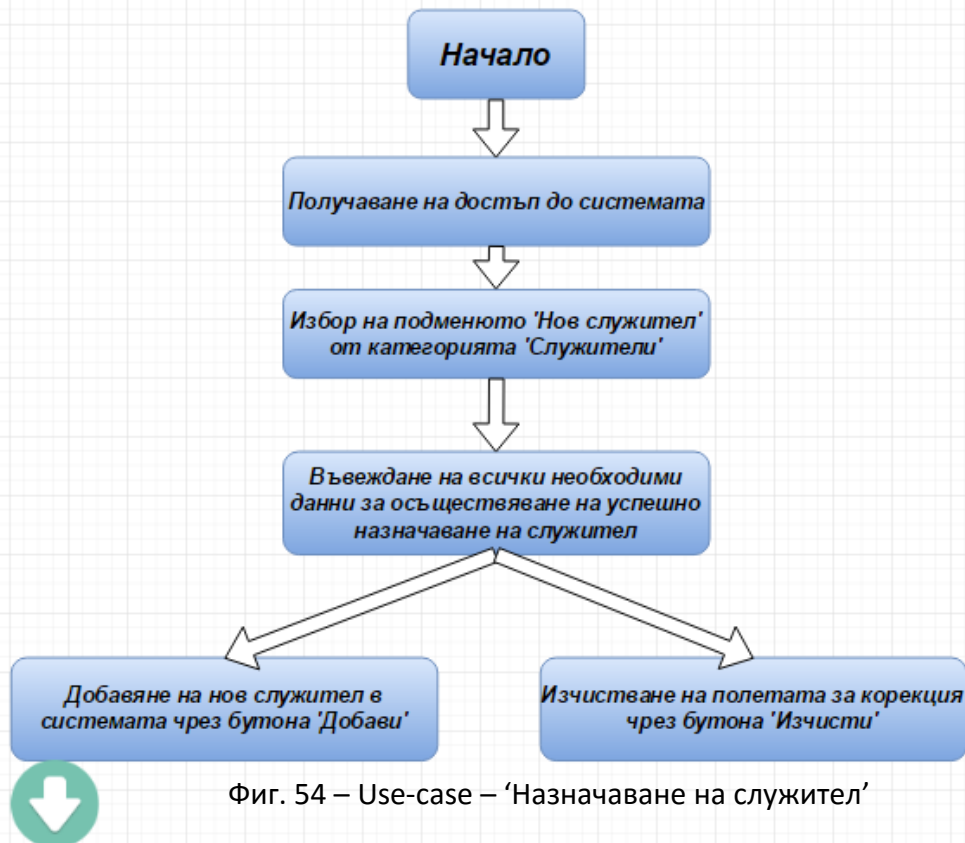 Начало
Получаване на достъп до системата
Избор на подменюто 'Нов служител'
от категорията 'Служители'
Въвеждане на всички необходими
данни за осъществяване на успешно
назначаване на служител
Добавяне на нов служител в
системата чрез бутона 'Добави'
Изчистване на полетата за корекция
чрез бутона 'Изчисти'
Фиг. 54 – Use-case – ‘Назначаване на служител’